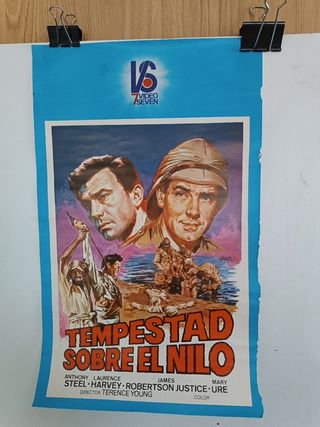 VS
7 VIDEO
SEVEN
TEMPESTAD
SOBRE EL NILO
ANTHONY LAURENCE JAMES MARY
STEEL · HARVEY · ROBERTSON JUSTICE · URE
DIRECTOR TERENCE YOUNG COLOR